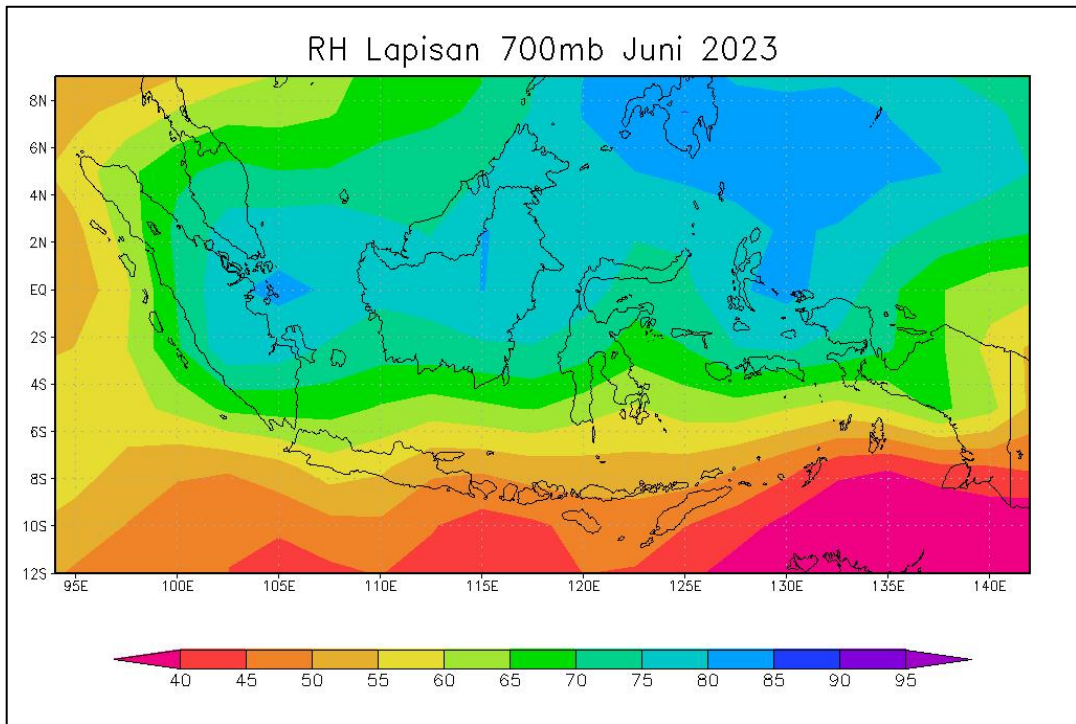 RH Lapisan 700mb Juni 2023
8N
6N
4N
2N
EQ
2S
4S
6S
8S
10S
12S
95E 100E 105E 110E 115E 120E 125E 130E 135E 140E
40 45 50 55 60 65 70 75 80 85 90 95